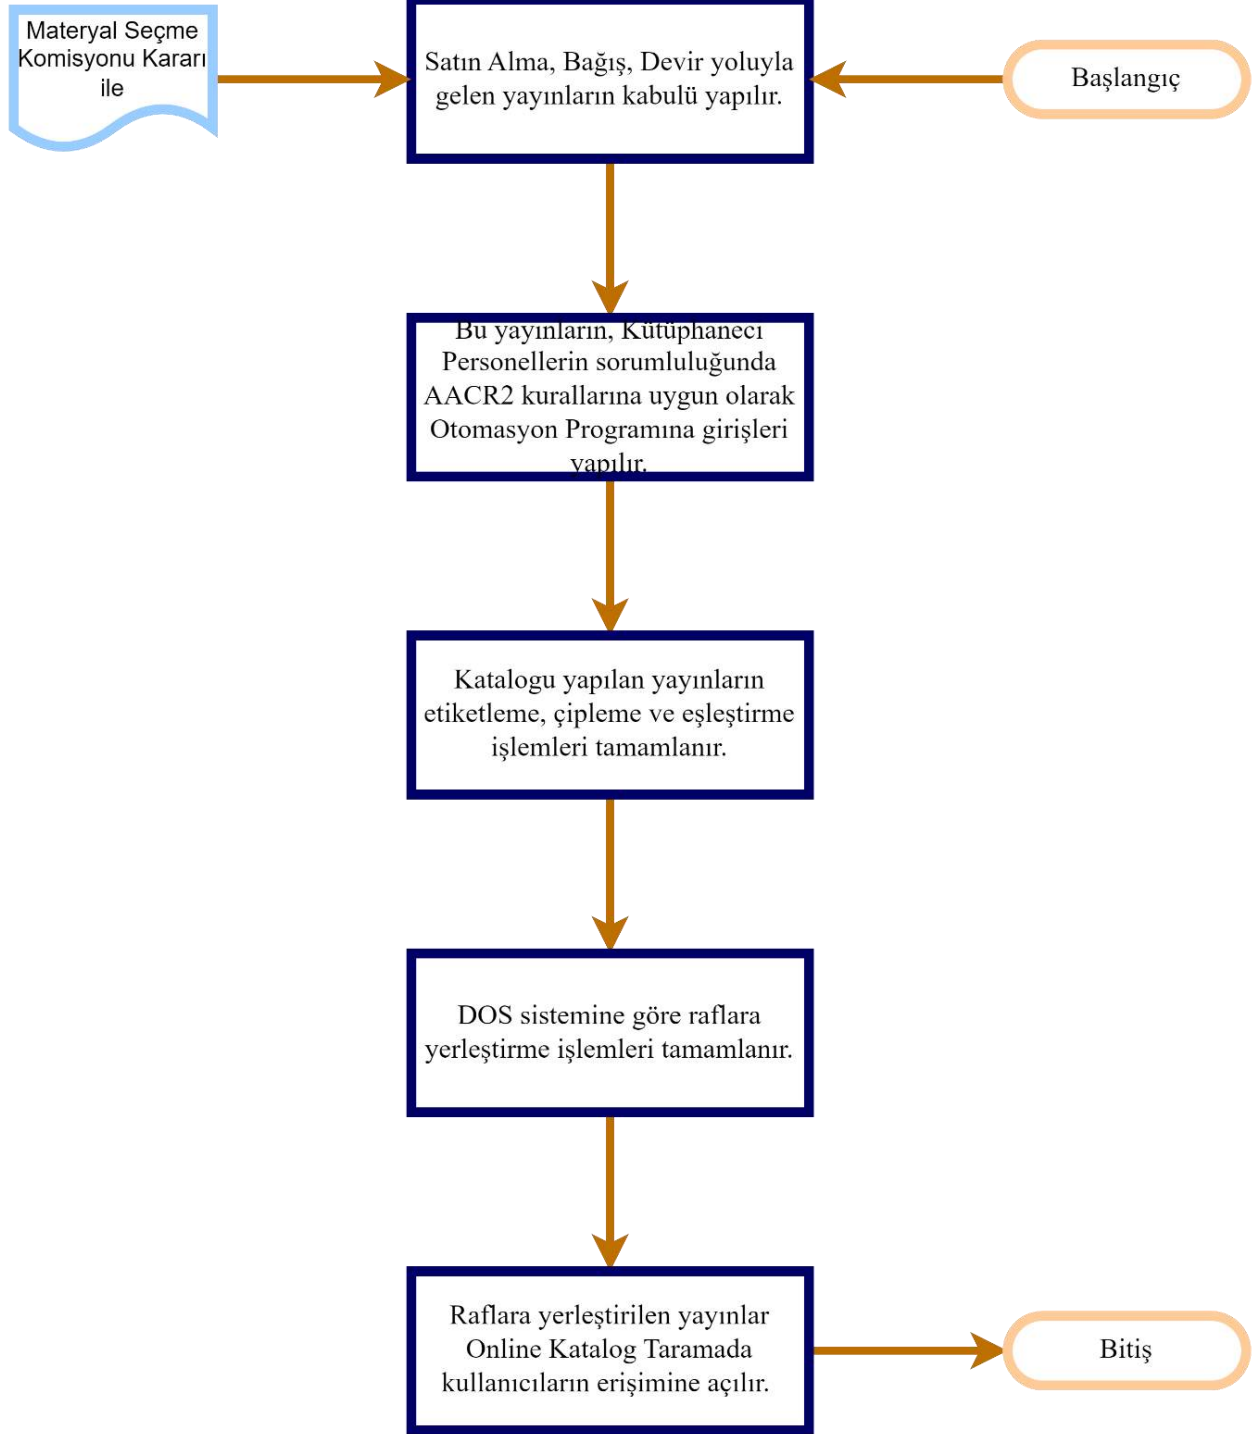 Materyal Seçme
Komisyonu Kararı
ile
Satın Alma, Bağış, Devir yoluyla
gelen yayınların kabulü yapılır.
Başlangıç
Bu yayınların, Kütüphaneci
Personellerin sorumluluğunda
AACR2 kurallarına uygun olarak
Otomasyon Programına girişleri
yapılır.
Katalogu yapılan yayınların
etiketleme, çipleme ve eşleştirme
işlemleri tamamlanır.
DOS sistemine göre raflara
yerleştirme işlemleri tamamlanır.
Raflara yerleştirilen yayınlar
Online Katalog Taramada
kullanıcıların erişimine açılır.
Bitiş